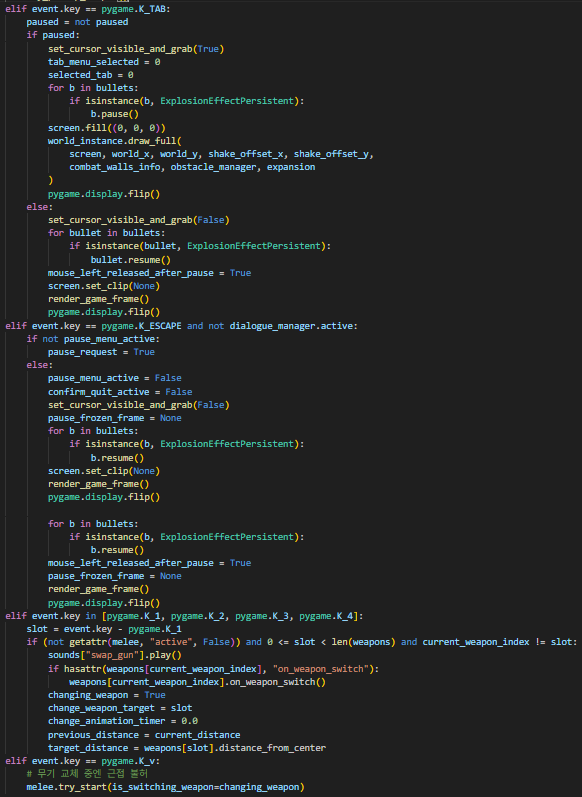 elif event.key == pygame.K_TAB:
    paused = not paused
    if paused:
        set_cursor_visible_and_grab(True)
        tab_menu_selected = 0
        selected_tab = 0
        for b in bullets:
            if isinstance(b, ExplosionEffectPersistent):
                b.pause()
        screen.fill((0, 0, 0))
        world_instance.draw_full(
            screen, world_x, world_y, shake_offset_x, shake_offset_y,
            combat_walls_info, obstacle_manager, expansion
        )
        pygame.display.flip()
    else:
        set_cursor_visible_and_grab(False)
        for bullet in bullets:
            if isinstance(bullet, ExplosionEffectPersistent):
                bullet.resume()
        mouse_left_released_after_pause = True
        screen.set_clip(None)
        render_game_frame()
        pygame.display.flip()
elif event.key == pygame.K_ESCAPE and not dialogue_manager.active:
    if not pause_menu_active:
        pause_request = True
    else:
        pause_menu_active = False
        confirm_quit_active = False
        set_cursor_visible_and_grab(False)
        pause_frozen_frame = None
        for b in bullets:
            if isinstance(b, ExplosionEffectPersistent):
                b.resume()
        screen.set_clip(None)
        render_game_frame()
        pygame.display.flip()

        for b in bullets:
            if isinstance(b, ExplosionEffectPersistent):
                b.resume()
        mouse_left_released_after_pause = True
        pause_frozen_frame = None
        render_game_frame()
        pygame.display.flip()
elif event.key in [pygame.K_1, pygame.K_2, pygame.K_3, pygame.K_4]:
    slot = event.key - pygame.K_1
    if (not getattr(melee, "active", False)) and 0 <= slot < len(weapons) and current_weapon_index != slot:
        sounds["swap_gun"].play()
        if hasattr(weapons[current_weapon_index], "on_weapon_switch"):
            weapons[current_weapon_index].on_weapon_switch()
        changing_weapon = True
        change_weapon_target = slot
        change_animation_timer = 0.0
        previous_distance = current_distance
        target_distance = weapons[slot].distance_from_center
elif event.key == pygame.K_v:
    # 무기 교체 중엔 근접 불허
    melee.try_start(is_switching_weapon=changing_weapon)